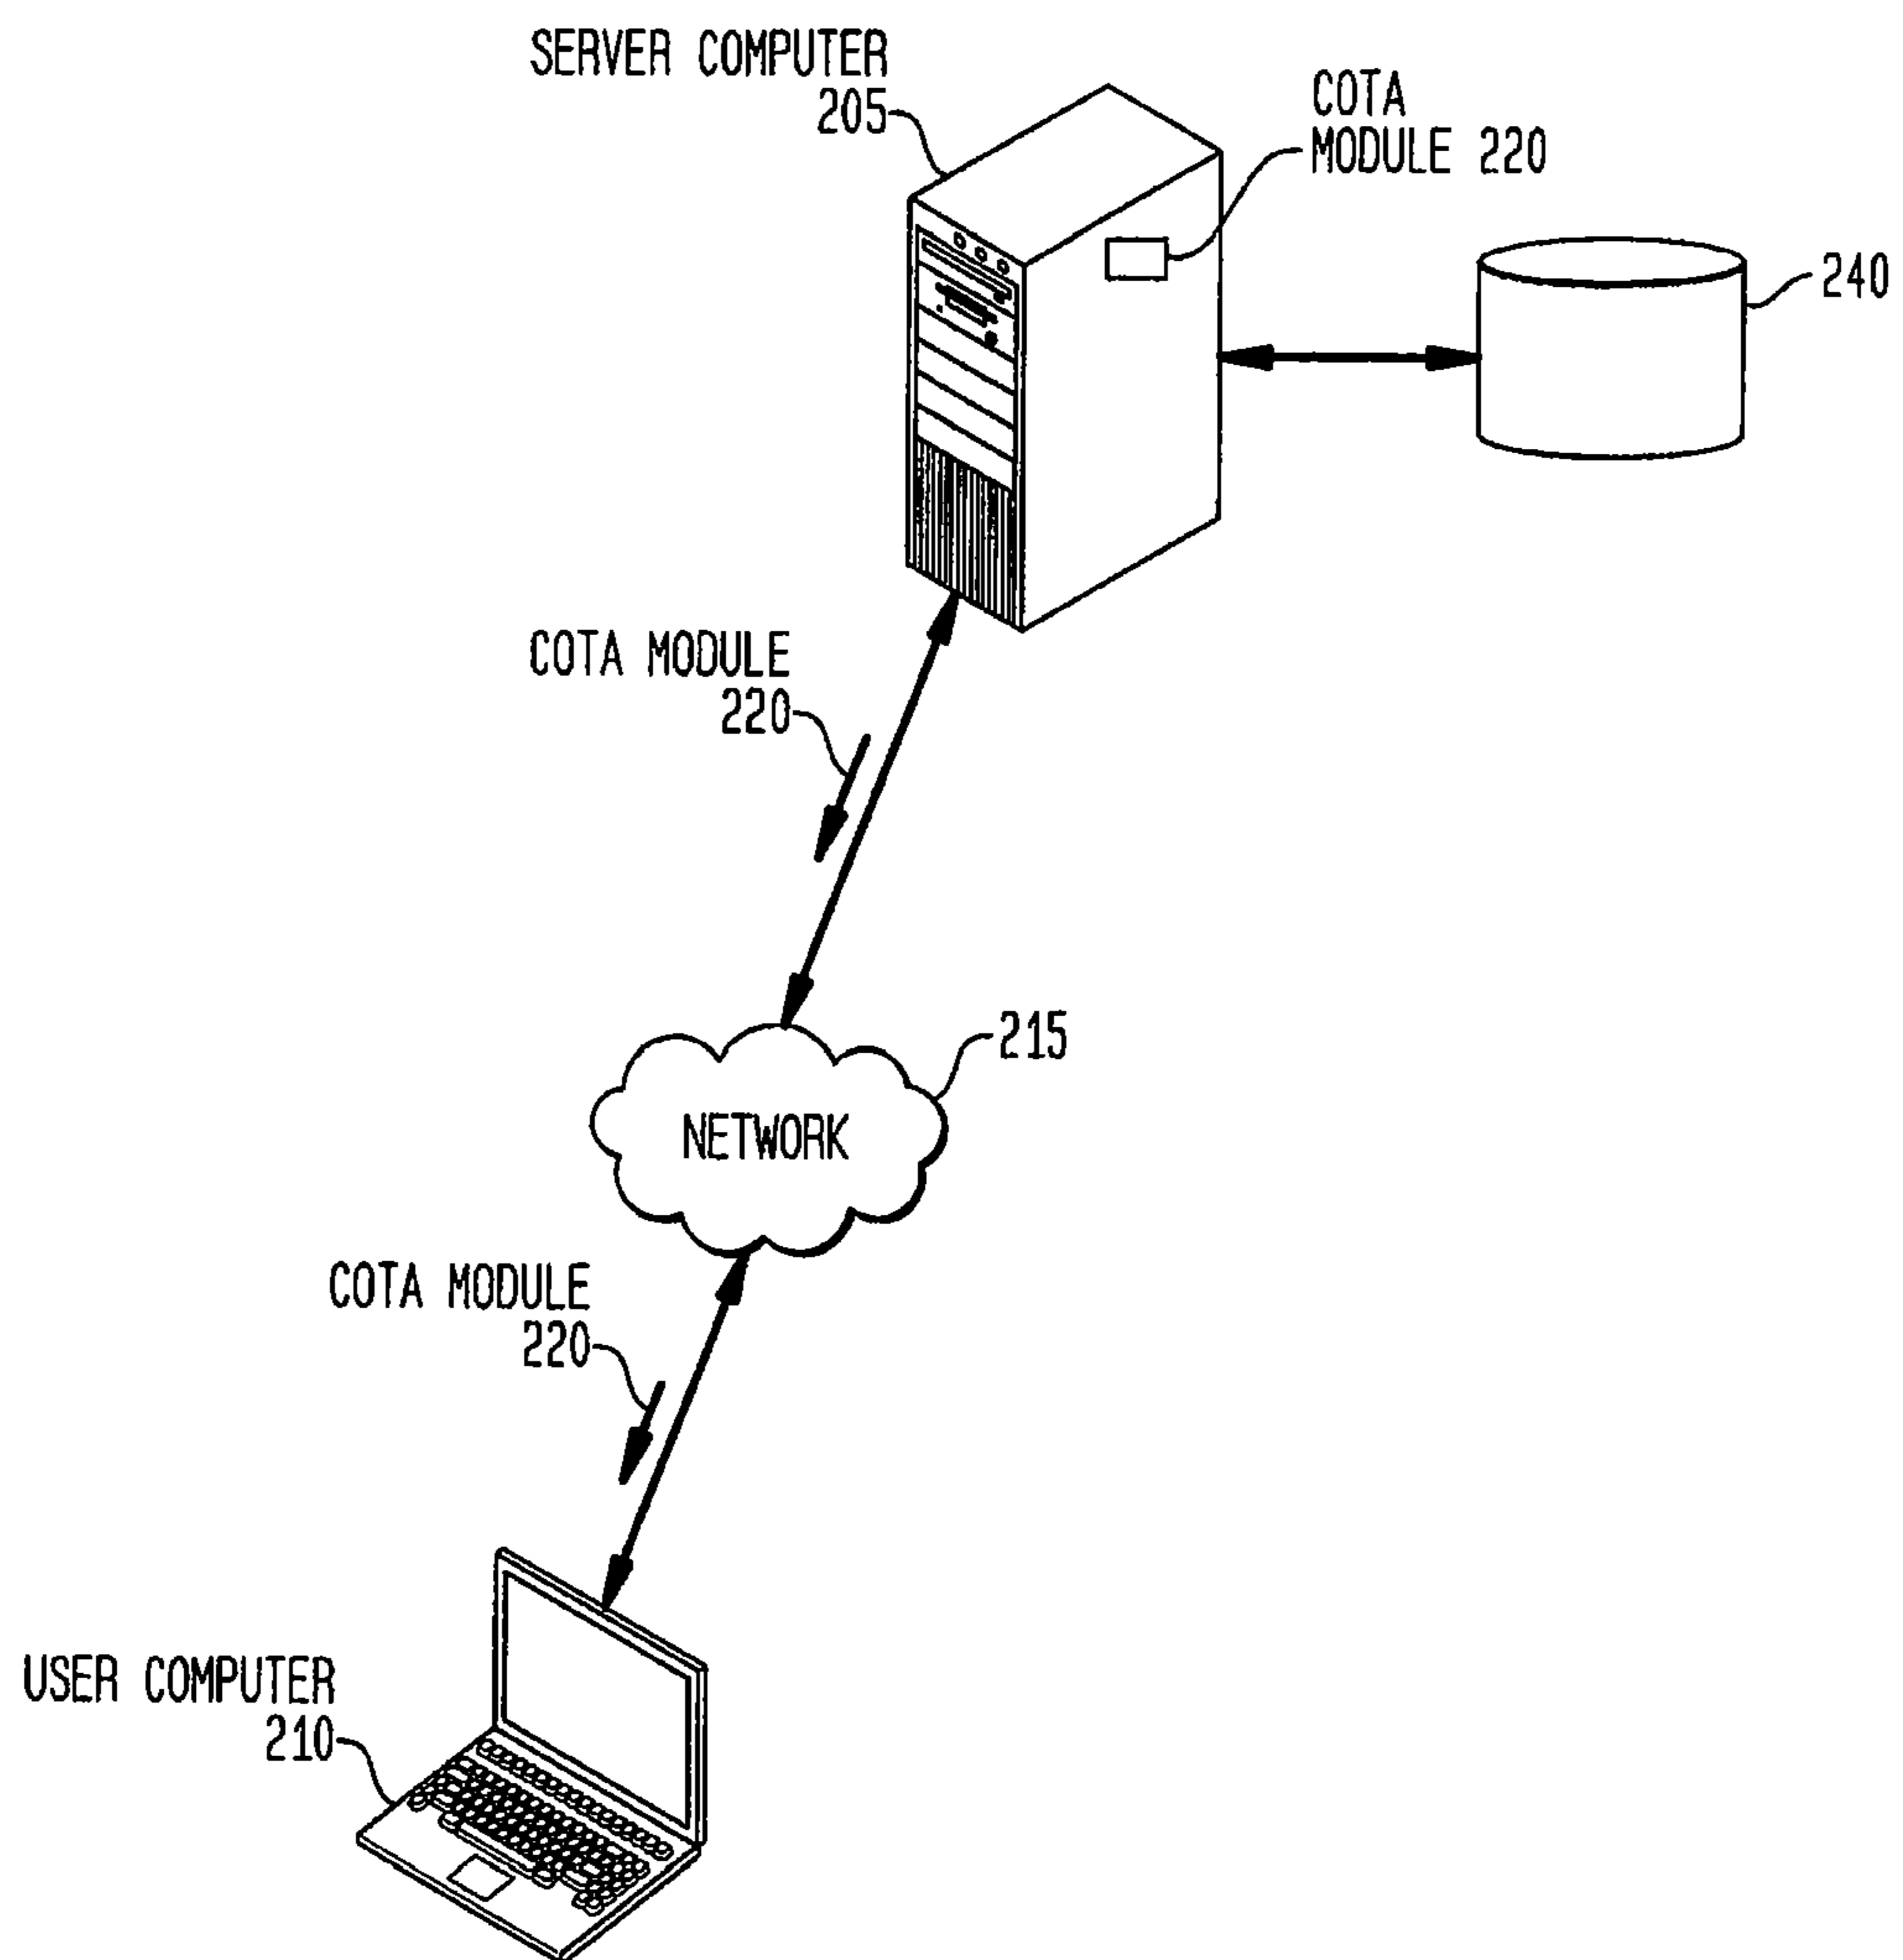 SERVER COMPUTER
205
COTA
MODULE 220
240
COTA MODULE
220
215
NETWORK
COTA MODULE
220
USER COMPUTER
210